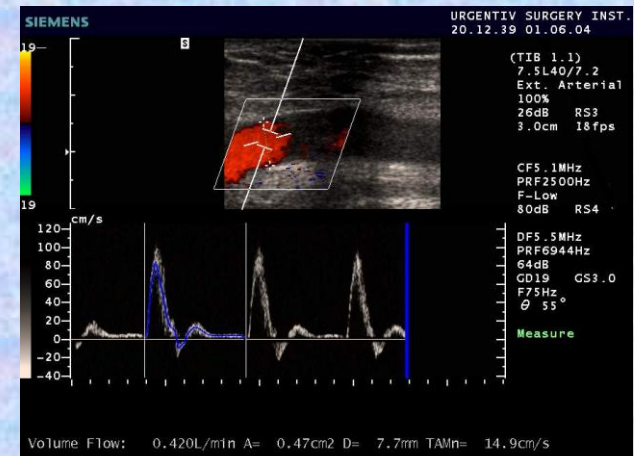 SIEMENS
URGENTIV SURGERY INST.
20.12.39 01.06.04
19
S
(TIB 1.1)
7.5L40/7.2
Ext. Arterial
100%
26dB RS3
3.0cm 18fps
CF5.1MHz
PRF2500Hz
F-Low
80dB RS4
19
cm/s
120
100
80
60
40
20
0
-20
-40
DF5.5MHz
PRF6944Hz
64dB
GD19 GS3.0
F75Hz
θ 55°
Measure
Volume Flow: 0.420L/min A= 0.47cm2 D= 7.7mm TAMn= 14.9cm/s